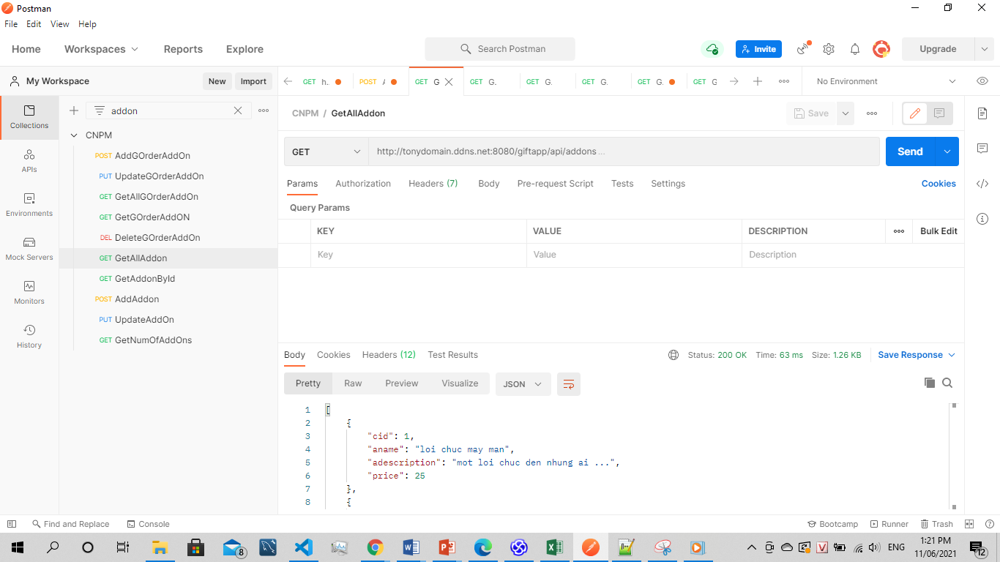 Postman
File Edit View Help
Home Workspaces Reports Explore Search Postman Invite Upgrade
My Workspace New Import GET h. POST A GET G GET G. GET G. GET G. GET G. GET G No Environment
addon
CNPM / GetAllAddon Save
Collections
APIs
Environments
Mock Servers
Monitors
History
CNPM
POST AddGOrderAddOn
PUT UpdateGOrderAddOn
GET GetAllGOrderAddOn
GET GetGOrderAddON
DEL DeleteGOrderAddOn
GET GetAllAddon
GET GetAddonById
POST AddAddon
PUT UpdateAddOn
GET GetNumOfAddOns
GET http://tonydomain.ddns.net:8080/giftapp/api/addons ... Send
Params Authorization Headers (7) Body Pre-request Script Tests Settings Cookies
Query Params
KEY VALUE DESCRIPTION Bulk Edit
Key Value Description
Body Cookies Headers (12) Test Results Status: 200 OK Time: 63 ms Size: 1.26 KB Save Response
Pretty Raw Preview Visualize JSON
1 [
2 {
3 "cid": 1,
4 "aname": "loi chuc may man",
5 "adescription": "mot loi chuc den nhung ai ...",
6 "price": 25
7 },
8 {
Find and Replace Console Bootcamp Runner Trash
8 ENG 1:21 PM
11/06/2021 12